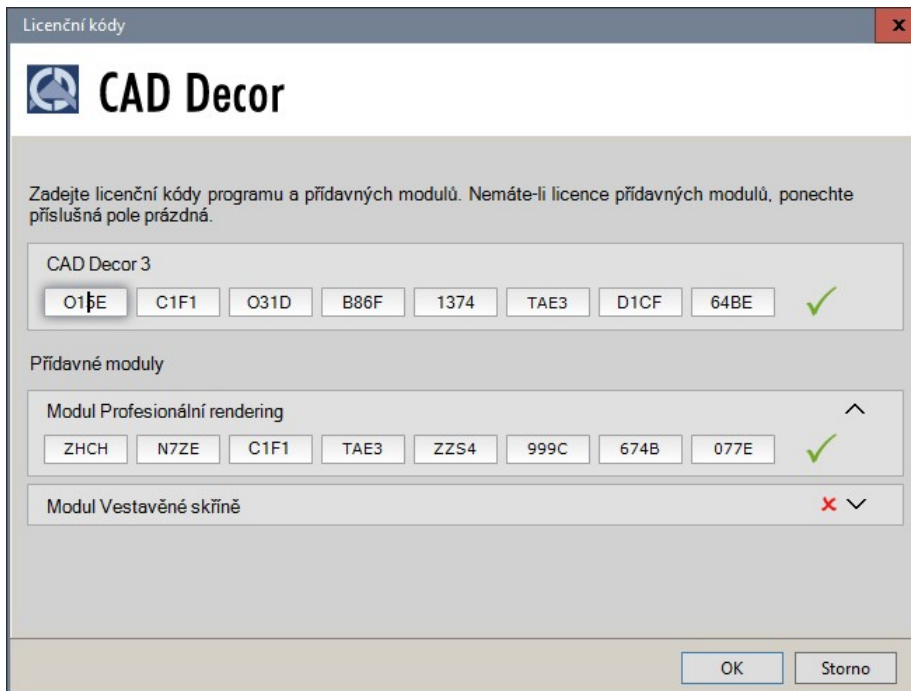 Licenční kódy
CAD Decor
Zadejte licenční kódy programu a přídavných modulů. Nemáte-li licence přídavných modulů, ponechte
příslušná pole prázdná.
CAD Decor 3
C1F1 O31D B86F 1374 TAE3 D1CF 64BE
Přídavné moduly
Modul Profesionální rendering
ZHCH N7ZE C1F1 TAE3 ZZS4 999C 674B 077E
Modul Vestavěné skříně
OK Storno